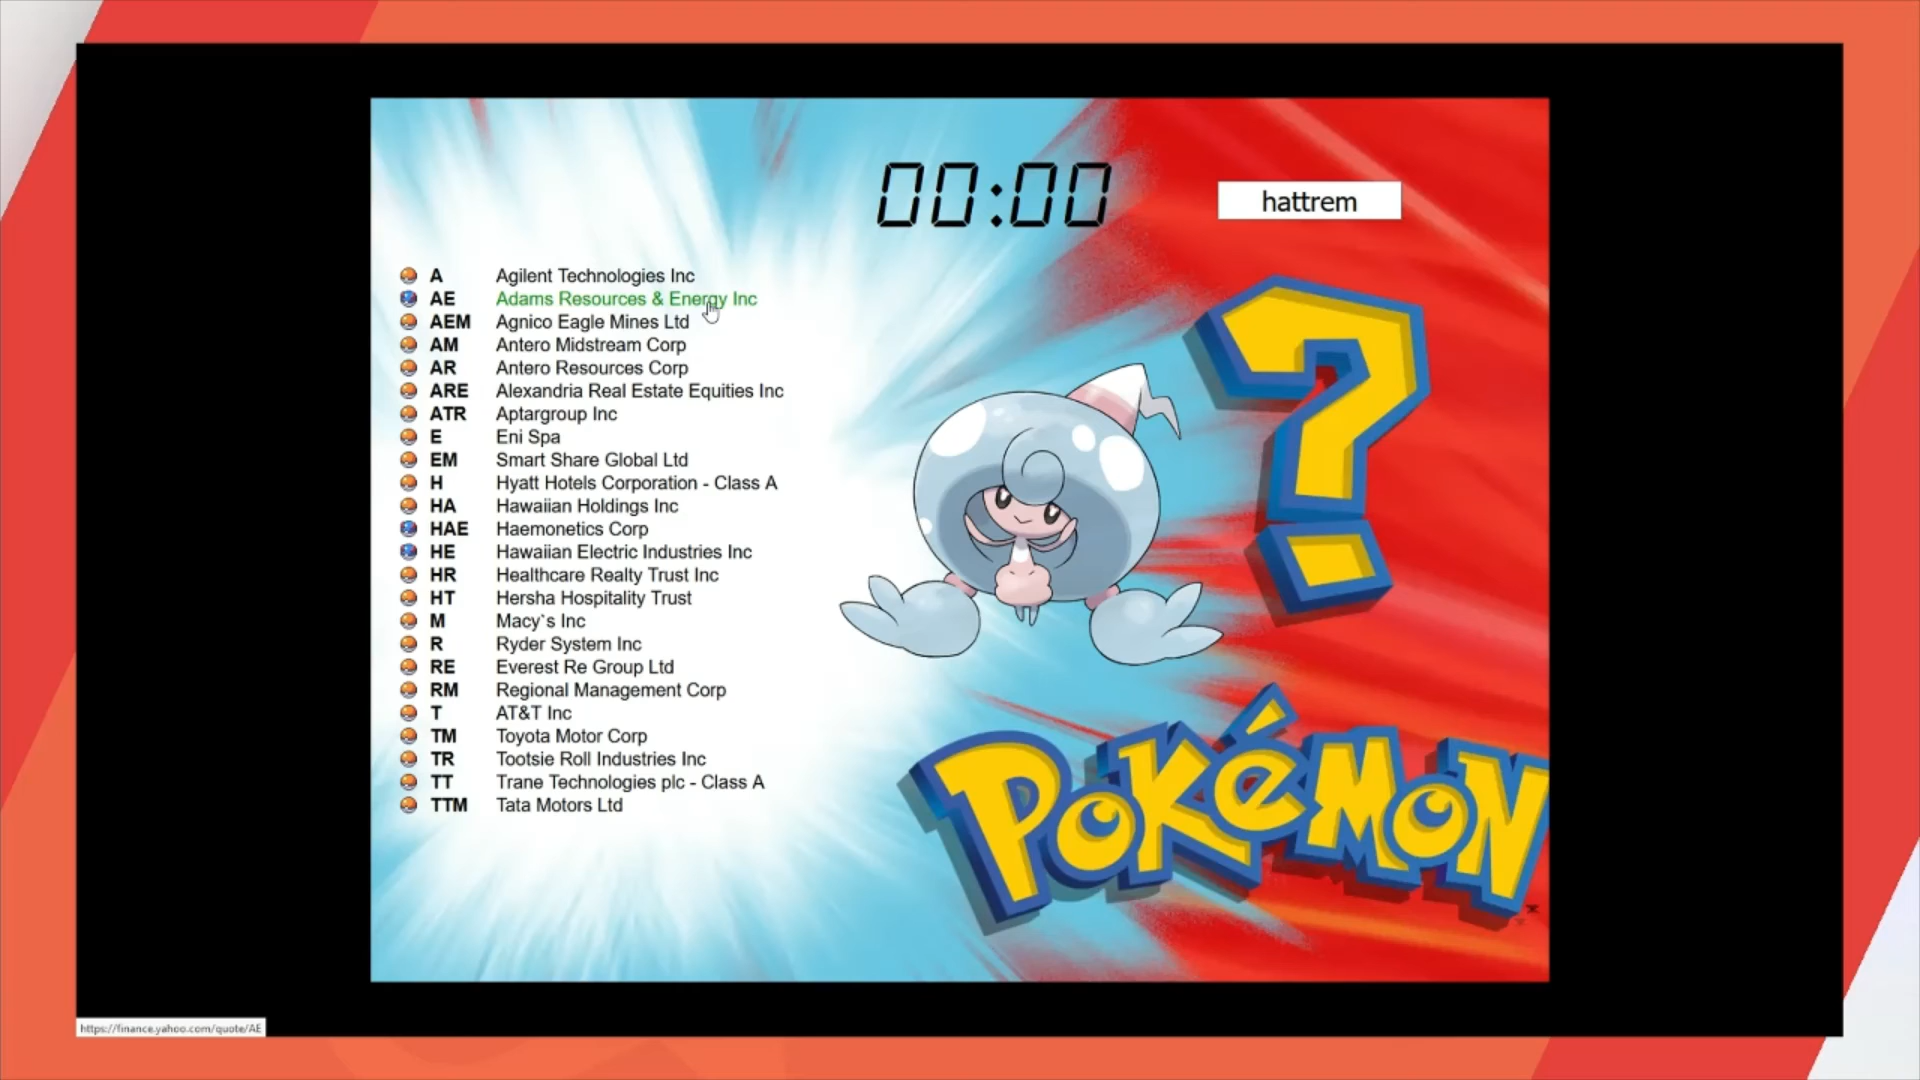 00:00
hattrem
A Agilent Technologies Inc
AE Adams Resources & Energy Inc
AEM Agnico Eagle Mines Ltd
AM Antero Midstream Corp
AR Antero Resources Corp
ARE Alexandria Real Estate Equities Inc
ATR Aptargroup Inc
E Eni Spa
EM Smart Share Global Ltd
H Hyatt Hotels Corporation - Class A
HA Hawaiian Holdings Inc
HAE Haemonetics Corp
HE Hawaiian Electric Industries Inc
HR Healthcare Realty Trust Inc
HT Hersha Hospitality Trust
M Macy`s Inc
R Ryder System Inc
RE Everest Re Group Ltd
RM Regional Management Corp
T AT&T Inc
TM Toyota Motor Corp
TR Tootsie Roll Industries Inc
TT Trane Technologies plc - Class A
TTM Tata Motors Ltd
?
POKéMON
https://finance.yahoo.com/quote/AE